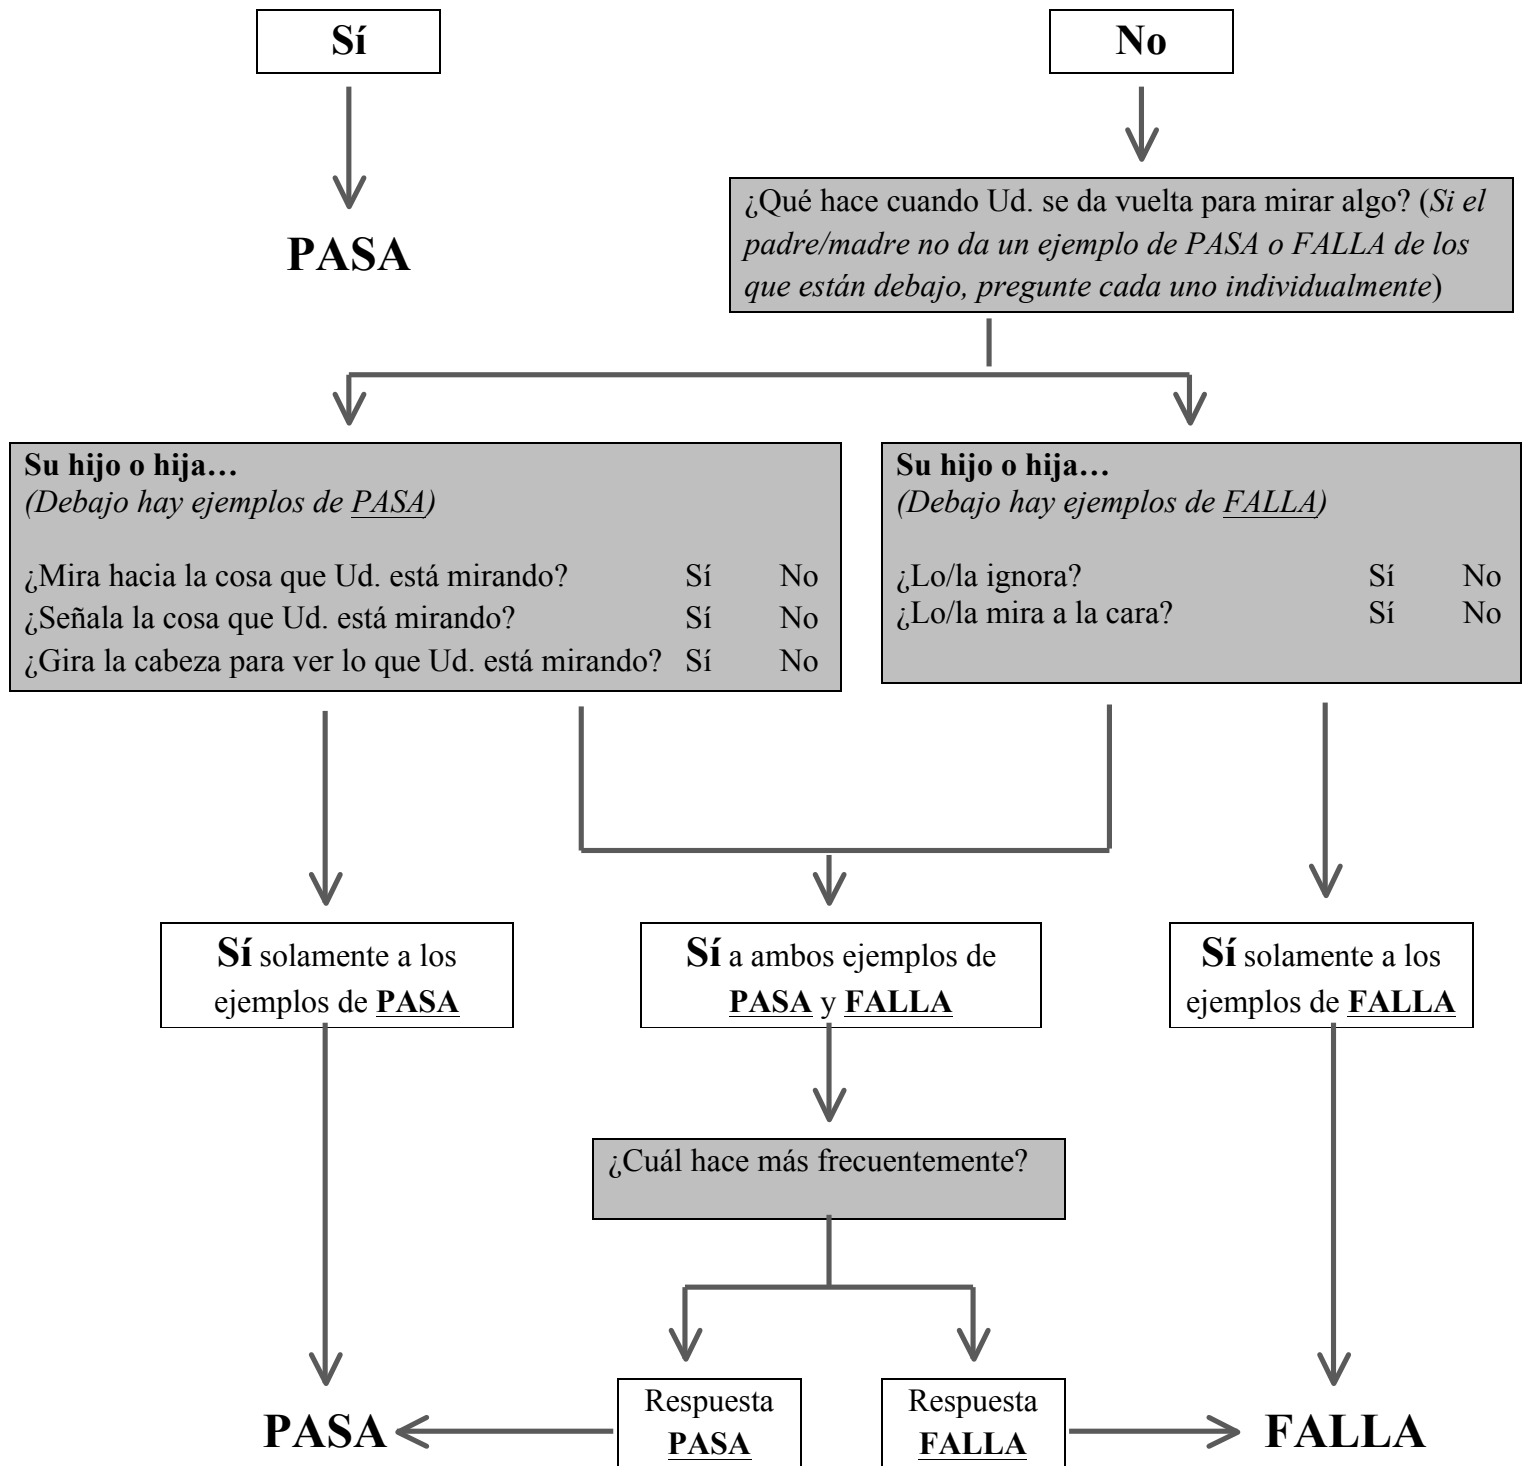 Sí
No
PASA
¿Qué hace cuando Ud. se da vuelta para mirar algo? (Si el
padre/madre no da un ejemplo de PASA o FALLA de los
que están debajo, pregunte cada uno individualmente)
Su hijo o hija…
(Debajo hay ejemplos de PASA)
¿Mira hacia la cosa que Ud. está mirando? Sí No
¿Señala la cosa que Ud. está mirando? Sí No
¿Gira la cabeza para ver lo que Ud. está mirando? Sí No
Su hijo o hija…
(Debajo hay ejemplos de FALLA)
¿Lo/la ignora? Sí No
¿Lo/la mira a la cara? Sí No
Sí solamente a los
ejemplos de PASA
Sí a ambos ejemplos de
PASA y FALLA
Sí solamente a los
ejemplos de FALLA
¿Cuál hace más frecuentemente?
PASA
Respuesta
PASA
Respuesta
FALLA
FALLA